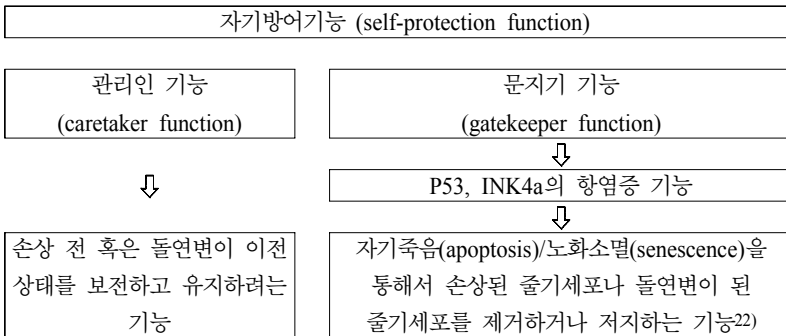 자기방어기능 (self-protection function)
관리인 기능
(caretaker function)
손상 전 혹은 돌연변이 이전
상태를 보전하고 유지하려는
기능
문지기 기능
(gatekeeper function)
P53, INK4a의 항염증 기능
자기죽음(apoptosis)/노화소멸(senescence)을
통해서 손상된 줄기세포나 돌연변이 된
줄기세포를 제거하거나 저지하는 기능22)